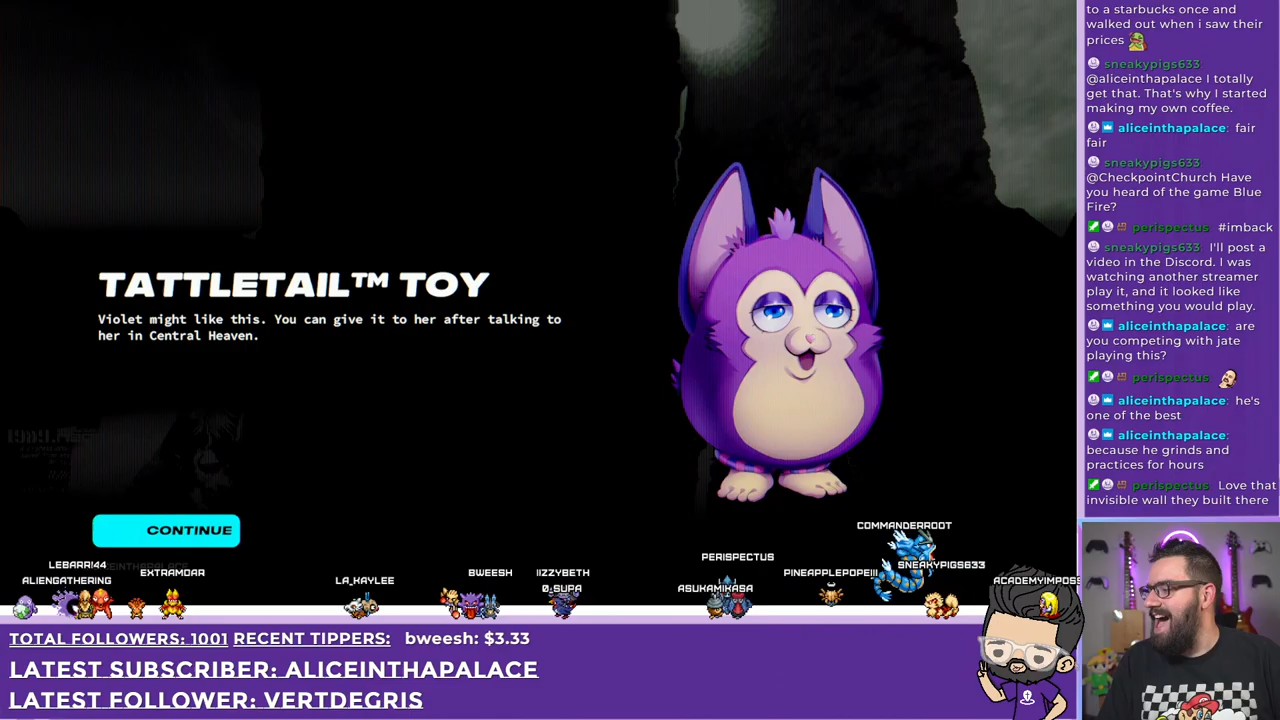 TATTLETAIL™ TOY
Violet might like this. You can give it to her after talking to
her in Central Heaven.
CONTINUE
to a starbucks once and
walked out when i saw their
prices
sneakypigs633
@aliceinthapalace I totally
get that. That's why I started
making my own coffee.
aliceinthapalace: fair
fair
sneakypigs633
@CheckpointChurch Have
you heard of the game Blue
Fire?
perispectus #imback
sneakypigs633 I'll post a
video in the Discord. I was
watching another streamer
play it, and it looked like
something you would play.
aliceinthapalace: are
you competing with jate
playing this?
perispectus
aliceinthapalace: he's
one of the best
aliceinthapalace:
because he grinds and
practices for hours
perispectus Love that
invisible wall they built there
COMMANDERROOT
PERISPECTUS
LEBARR!44
SNEAKYPIGS633
EXTRAMOAR
BWEESH
!IZZYBETH
PINEAPPLEPOPE!!!
ALIENGATHERING
LA_KAYLEE
ACADEMYIMPOSS
0_SUPA
ASUKAMIKASA
TOTAL FOLLOWERS: 1001 RECENT TIPPERS: bweesh: $3.33
LATEST SUBSCRIBER: ALICEINTHAPALACE
LATEST FOLLOWER: VERTDEGRIS